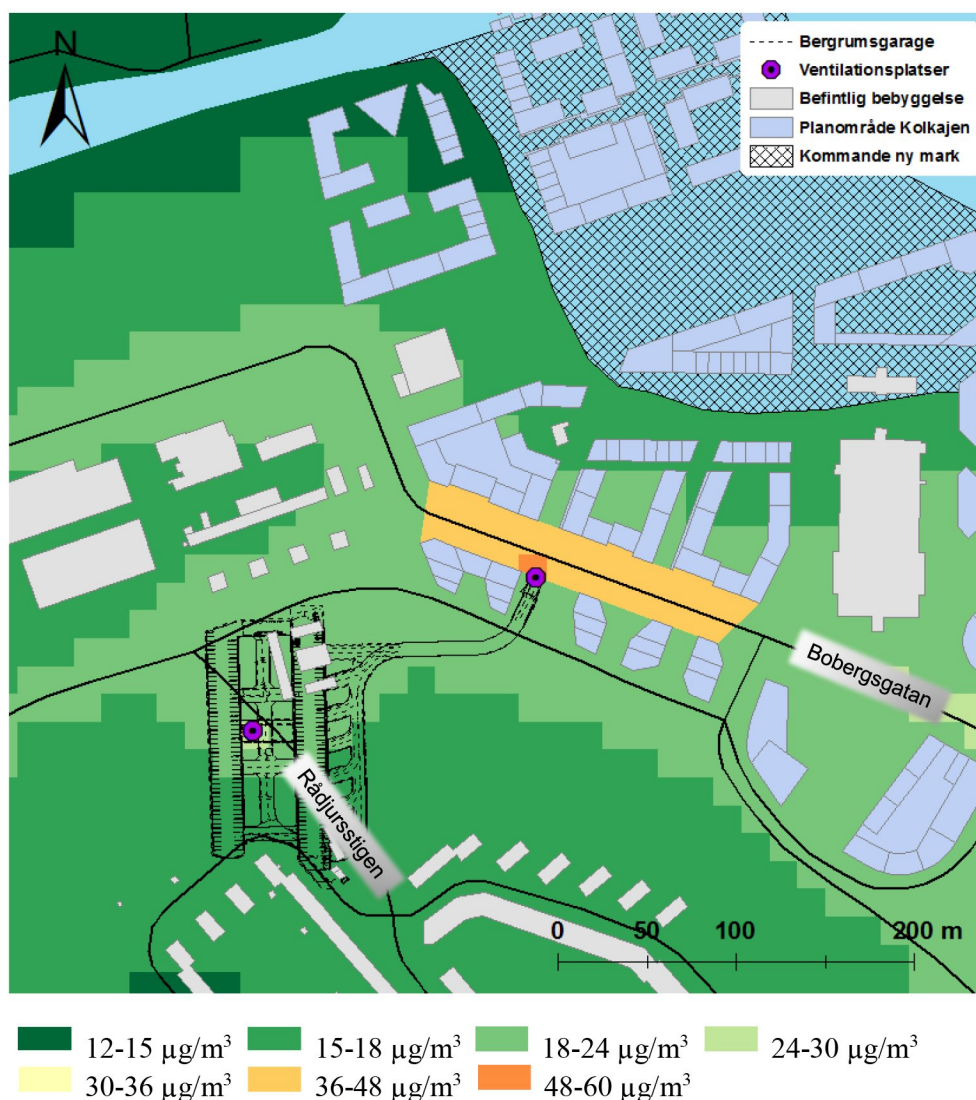 N
Bergrumsgarage
Ventilationsplatser
Befintlig bebyggelse
Planområde Kolkajen
Kommande ny mark
Bobergsgatan
Rådjursstigen
0 50 100 200 m
12-15 µg/m³ 15-18 µg/m³ 18-24 µg/m³ 24-30 µg/m³
30-36 µg/m³ 36-48 µg/m³ 48-60 µg/m³